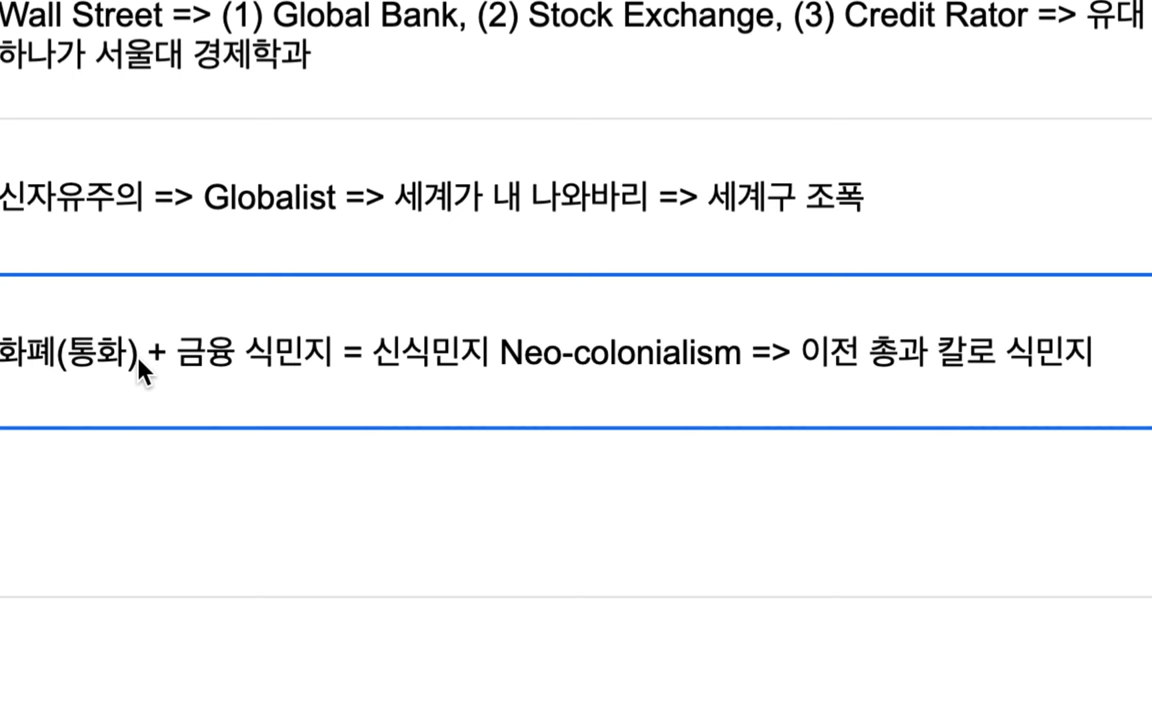 Wall Street => (1) Global Bank, (2) Stock Exchange, (3) Credit Rator => 유대
하나가 서울대 경제학과
신자유주의 => Globalist => 세계가 내 나와바리 => 세계구 조폭
화폐(통화) + 금융 식민지 = 신식민지 Neo-colonialism => 이전 총과 칼로 식민지